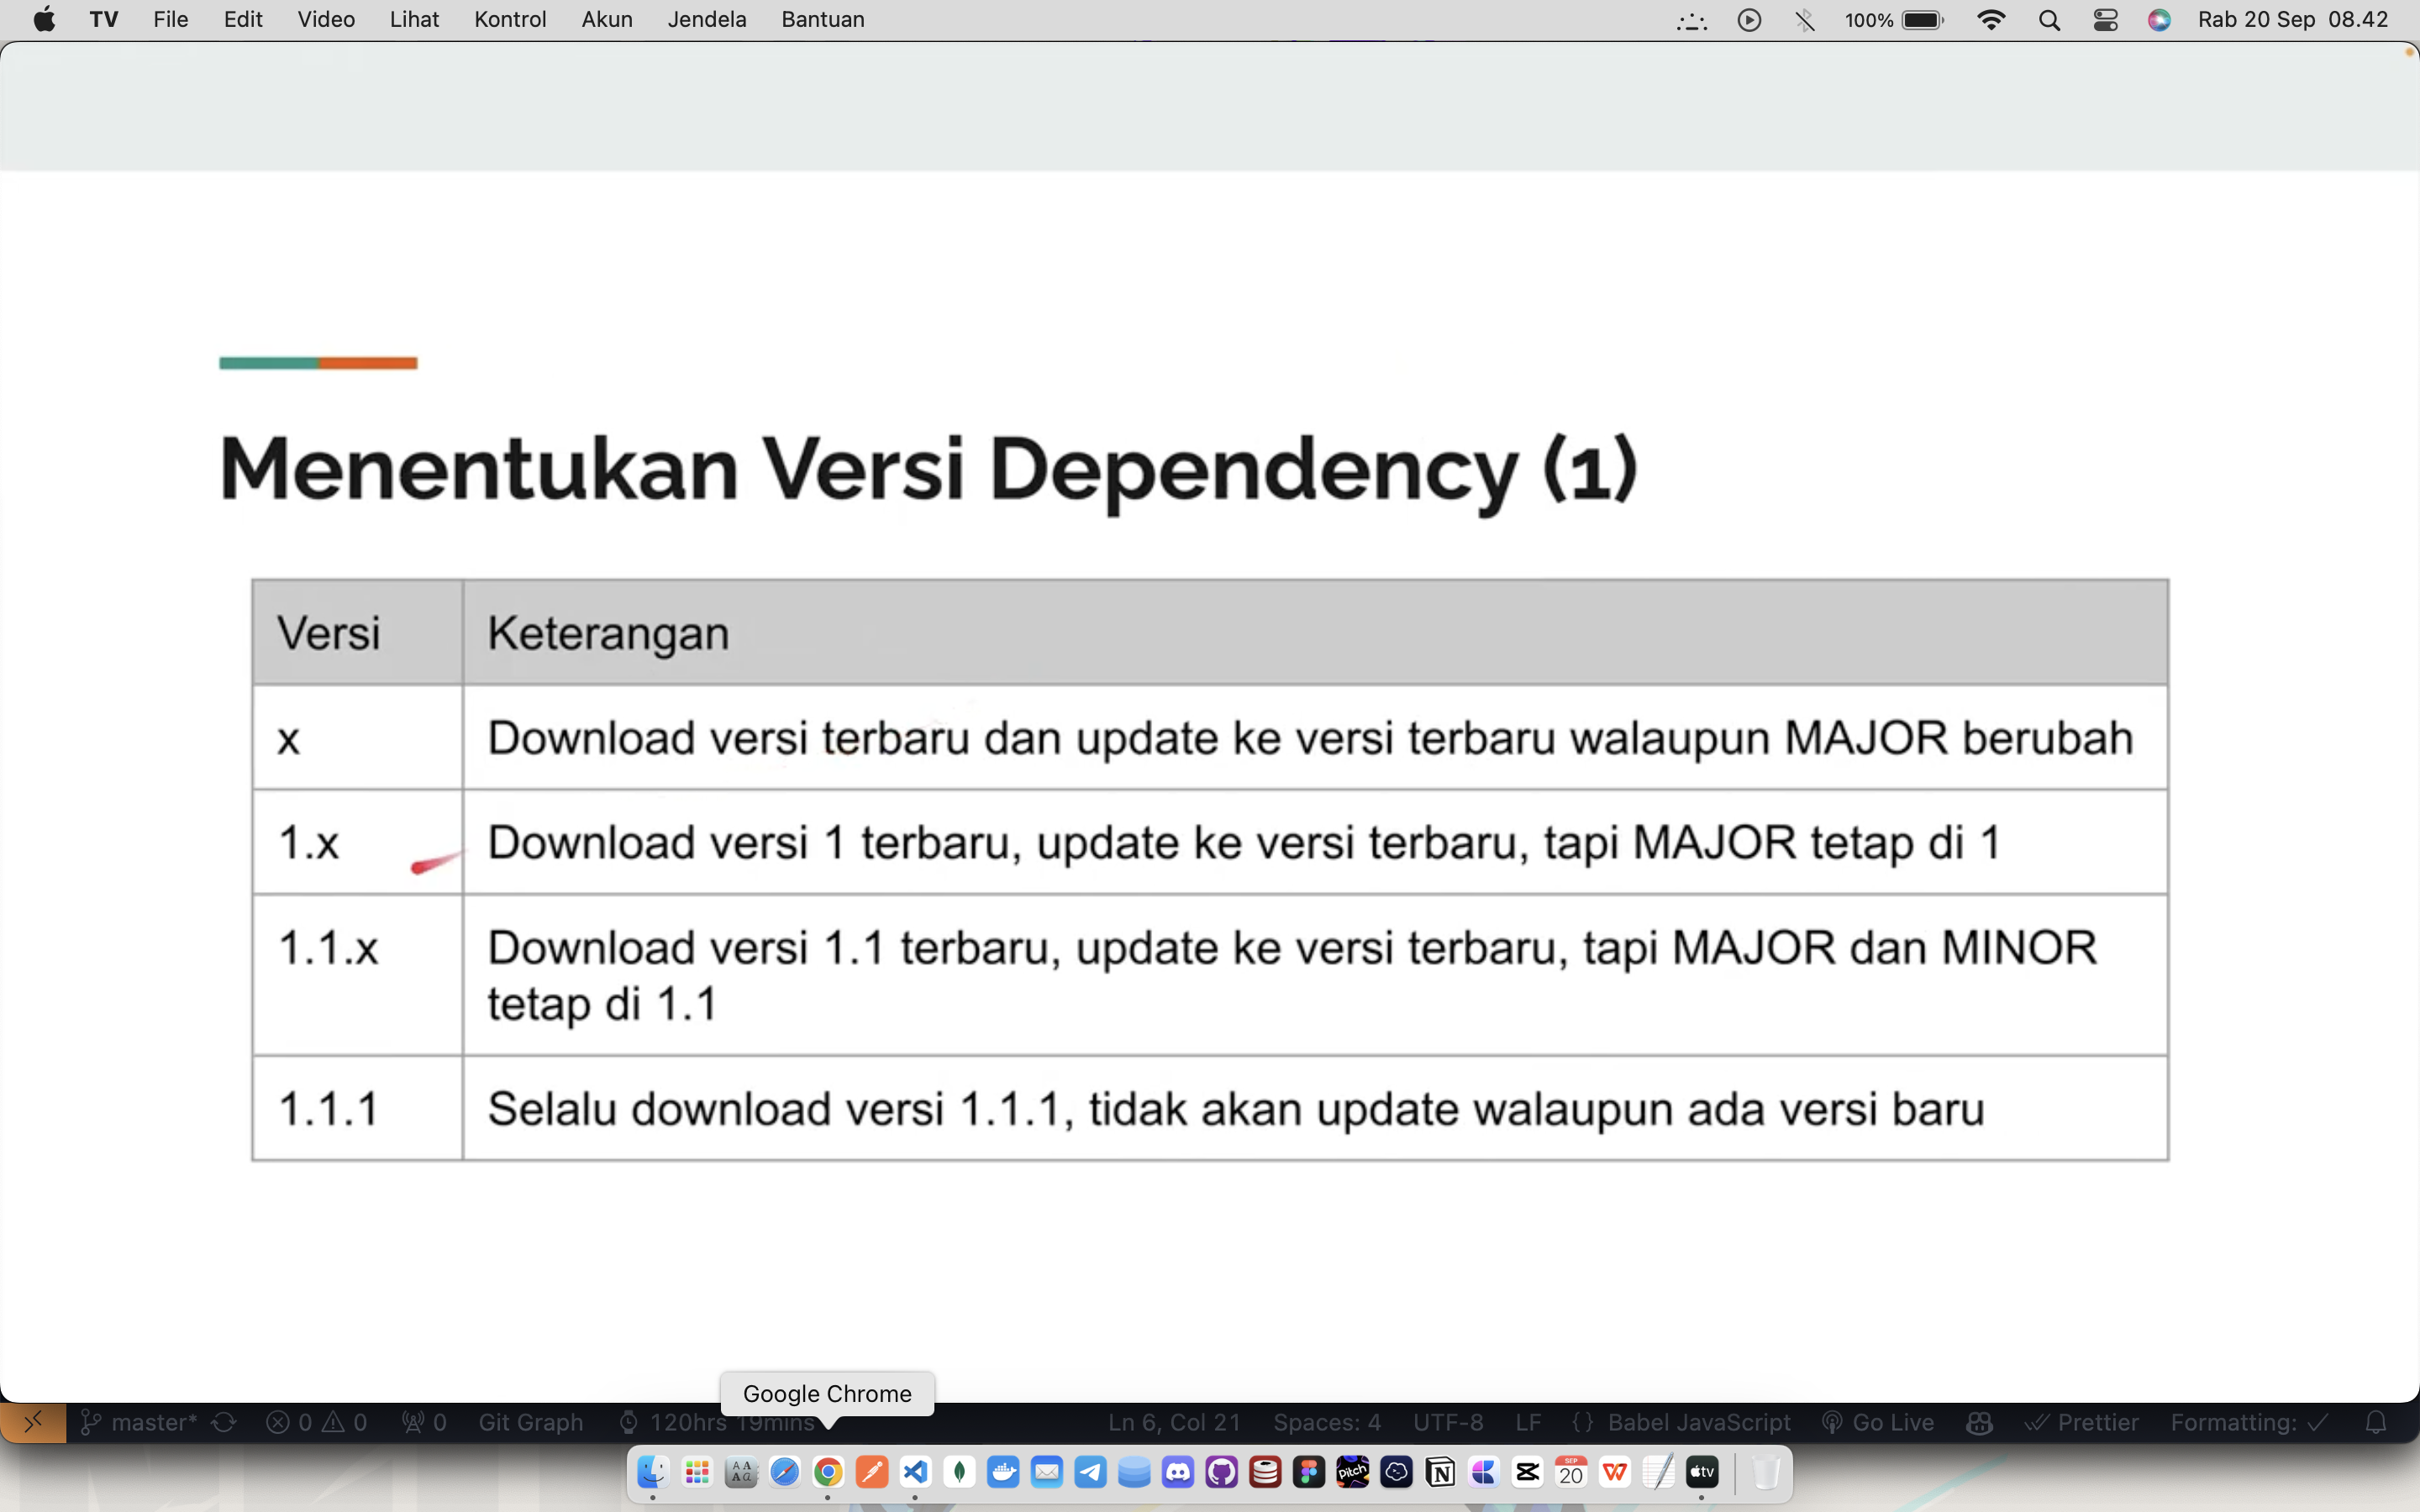 TV File Edit Video Lihat Kontrol Akun Jendela Bantuan 100% Rab 20 Sep 08.42
Menentukan Versi Dependency (1)
Versi Keterangan
x Download versi terbaru dan update ke versi terbaru walaupun MAJOR berubah
1.x Download versi 1 terbaru, update ke versi terbaru, tapi MAJOR tetap di 1
1.1.x Download versi 1.1 terbaru, update ke versi terbaru, tapi MAJOR dan MINOR
tetap di 1.1
1.1.1 Selalu download versi 1.1.1, tidak akan update walaupun ada versi baru
Google Chrome
master* 0 0 0 Git Graph 120hrs 19mins Ln 6, Col 21 Spaces: 4 UTF-8 LF {} Babel JavaScript Go Live Prettier Formatting:
Pitch SEP 20 tv